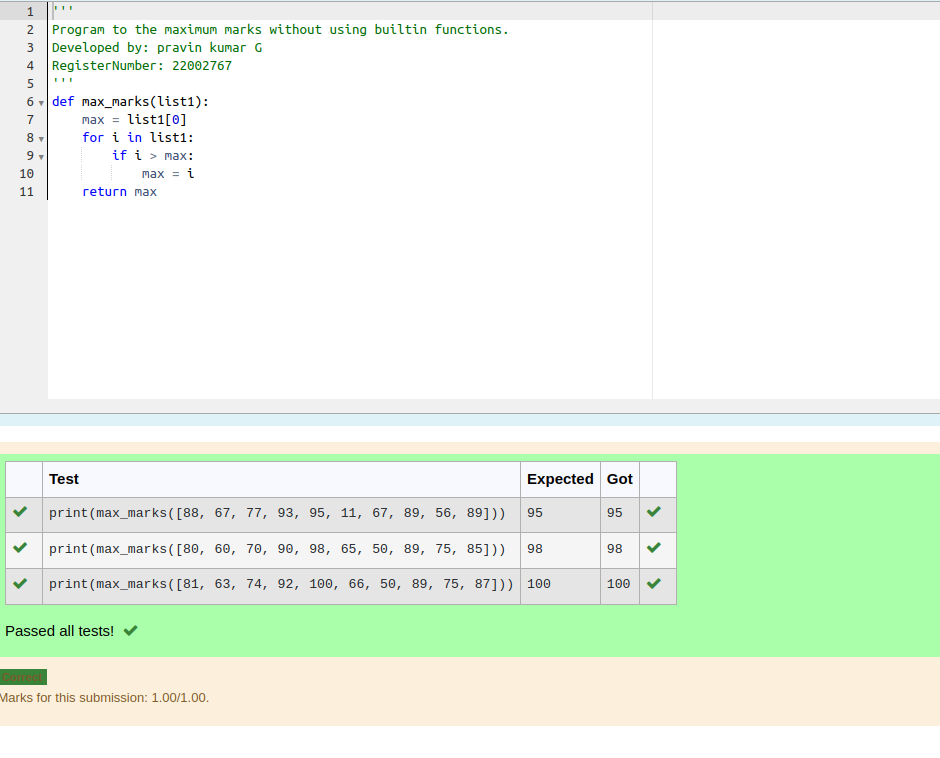 1 '''
2 Program to the maximum marks without using builtin functions.
3 Developed by: pravin kumar G
4 RegisterNumber: 22002767
5 '''
6 def max_marks(list1):
7     max = list1[0]
8     for i in list1:
9         if i > max:
10             max = i
11     return max
Test Expected Got
print(max_marks([88, 67, 77, 93, 95, 11, 67, 89, 56, 89])) 95 95
print(max_marks([80, 60, 70, 90, 98, 65, 50, 89, 75, 85])) 98 98
print(max_marks([81, 63, 74, 92, 100, 66, 50, 89, 75, 87])) 100 100
Passed all tests!
Correct
Marks for this submission: 1.00/1.00.